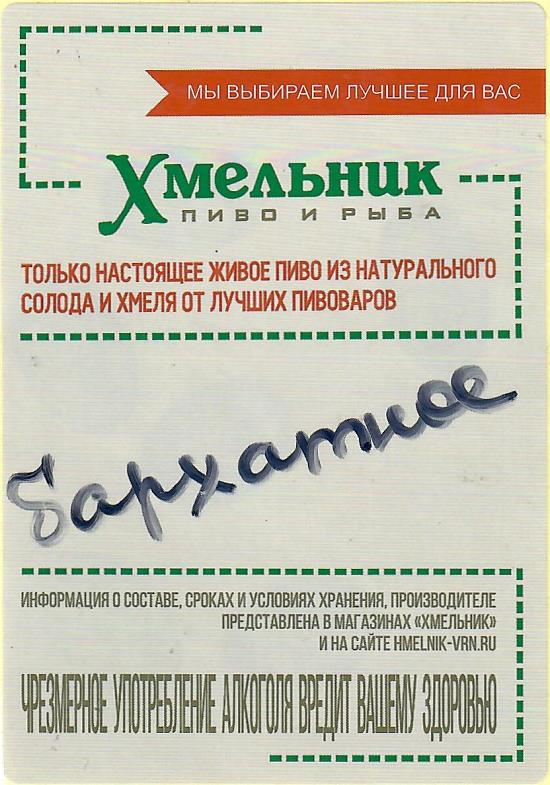 МЫ ВЫБИРАЕМ ЛУЧШЕЕ ДЛЯ ВАС
Хмельник
ПИВО И РЫБА
ТОЛЬКО НАСТОЯЩЕЕ ЖИВОЕ ПИВО ИЗ НАТУРАЛЬНОГО
СОЛОДА И ХМЕЛЯ ОТ ЛУЧШИХ ПИВОВАРОВ
Бархатное
ИНФОРМАЦИЯ О СОСТАВЕ, СРОКАХ И УСЛОВИЯХ ХРАНЕНИЯ, ПРОИЗВОДИТЕЛЕ
ПРЕДСТАВЛЕНА В МАГАЗИНАХ «ХМЕЛЬНИК»
И НА САЙТЕ HMELNIK-VRN.RU
ЧРЕЗМЕРНОЕ УПОТРЕБЛЕНИЕ АЛКОГОЛЯ ВРЕДИТ ВАШЕМУ ЗДОРОВЬЮ